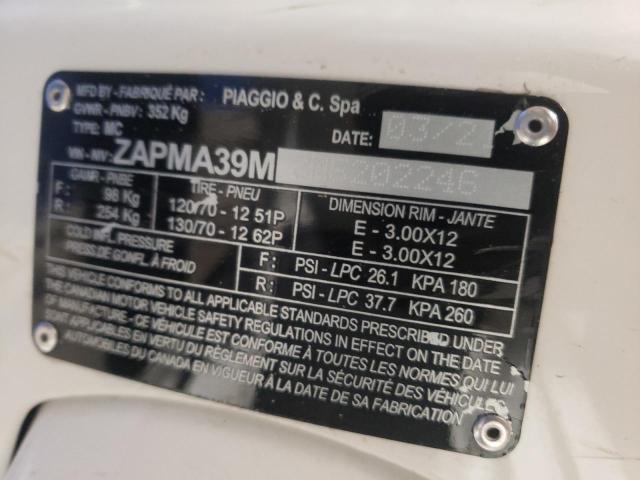 MFD BY - FABRIQUÉ PAR : PIAGGIO & C. Spa
GVWR - PNBV: 352 Kg
TYPE: MC DATE: 03/2
VIN - NIV: ZAPMA39M 202246
GAWR - PNBE TIRE - PNEU DIMENSION RIM - JANTE
F: 98 Kg 120/70 - 12 51P E - 3.00X12
R: 254 Kg 130/70 - 12 62P E - 3.00X12
COLD INFL. PRESSURE F: PSI - LPC 26.1 KPA 180
PRESS.DE GONFL. À FROID R: PSI - LPC 37.7 KPA 260
THIS VEHICLE CONFORMS TO ALL APPLICABLE STANDARDS PRESCRIBED UNDER
THE CANADIAN MOTOR VEHICLE SAFETY REGULATIONS IN EFFECT ON THE DATE
OF MANUFACTURE - CE VÉHICULE EST CONFORME À TOUTES LES NORMES QUI LUI
SONT APPLICABLES EN VERTU DU RÉGLEMENT SUR LA SÉCURITÉ DES VÉHICULES
AUTOMOBILES DU CANADA EN VIGUEUR À LA DATE DE SA FABRICATION